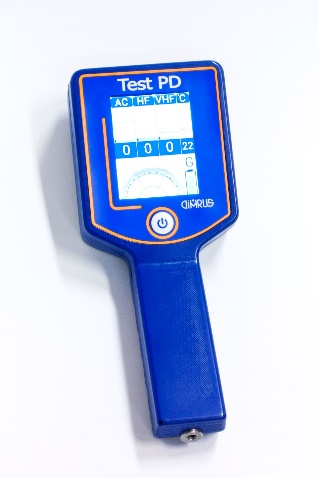 Test PD
AC HF VHF °C
0 0 0 22
G
DIMRUS